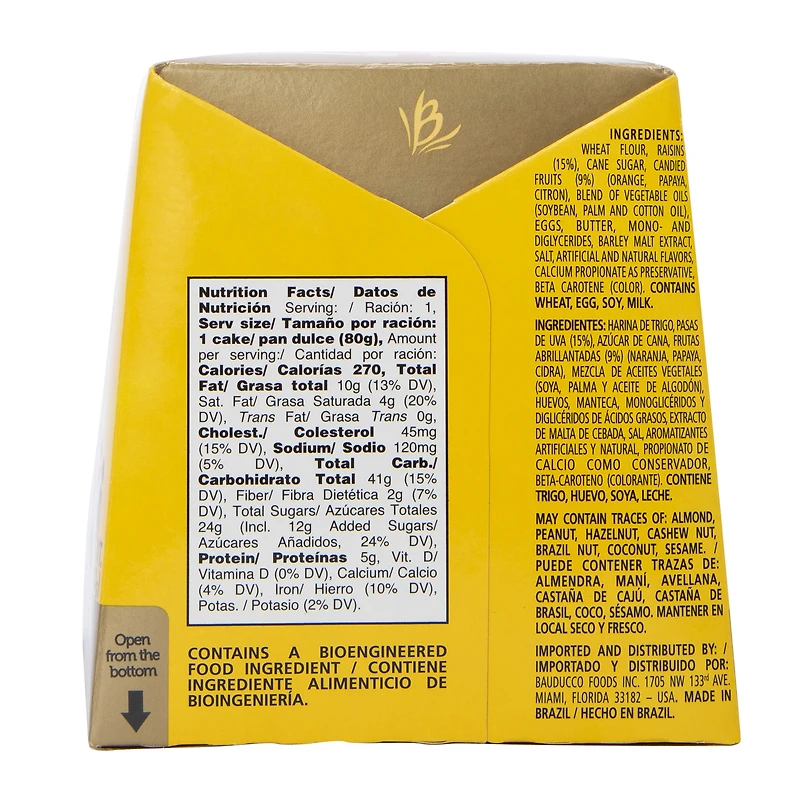 B
INGREDIENTS:
WHEAT FLOUR, RAISINS
(15%), CANE SUGAR, CANDIED
FRUITS (9%) (ORANGE, PAPAYA,
CITRON), BLEND OF VEGETABLE OILS
(SOYBEAN, PALM AND COTTON OIL),
EGGS, BUTTER, MONO- AND
DIGLYCERIDES, BARLEY MALT EXTRACT,
SALT, ARTIFICIAL AND NATURAL FLAVORS,
CALCIUM PROPIONATE AS PRESERVATIVE,
BETA CAROTENE (COLOR). CONTAINS
WHEAT, EGG, SOY, MILK.
INGREDIENTES: HARINA DE TRIGO, PASAS
DE UVA (15%), AZÚCAR DE CANA, FRUTAS
ABRILLANTADAS (9%) (NARANJA, PAPAYA,
CIDRA), MEZCLA DE ACEITES VEGETALES
(SOYA, PALMA Y ACEITE DE ALGODÓN),
HUEVOS, MANTECA, MONOGLICÉRIDOS Y
DIGLICÉRIDOS DE ÁCIDOS GRASOS, EXTRACTO
DE MALTA DE CEBADA, SAL, AROMATIZANTES
ARTIFICIALES Y NATURAL, PROPIONATO DE
CALCIO COMO CONSERVADOR,
BETA-CAROTENO (COLORANTE). CONTIENE
TRIGO, HUEVO, SOYA, LECHE.
MAY CONTAIN TRACES OF: ALMOND,
PEANUT, HAZELNUT, CASHEW NUT,
BRAZIL NUT, COCONUT, SESAME. /
PUEDE CONTENER TRAZAS DE:
ALMENDRA, MANÍ, AVELLANA,
CASTAÑA DE CAJÚ, CASTAÑA DE
BRASIL, COCO, SÉSAMO. MANTENER EN
LOCAL SECO Y FRESCO.
IMPORTED AND DISTRIBUTED BY: /
IMPORTADO Y DISTRIBUIDO POR:
BAUDUCCO FOODS INC. 1705 NW 133rd AVE.
MIAMI, FLORIDA 33182 – USA. MADE IN
BRAZIL / HECHO EN BRAZIL.
Nutrition Facts/ Datos de
Nutrición Serving: / Ración: 1,
Serv size/ Tamaño por ración:
1 cake/ pan dulce (80g), Amount
per serving:/ Cantidad por ración:
Calories/ Calorías 270, Total
Fat/ Grasa total 10g (13% DV),
Sat. Fat/ Grasa Saturada 4g (20%
DV), Trans Fat/ Grasa Trans 0g,
Cholest./ Colesterol 45mg
(15% DV), Sodium/ Sodio 120mg
(5% DV), Total Carb./
Carbohidrato Total 41g (15%
DV), Fiber/ Fibra Dietética 2g (7%
DV), Total Sugars/ Azúcares Totales
24g (Incl. 12g Added Sugars/
Azúcares Añadidos, 24% DV),
Protein/ Proteínas 5g, Vit. D/
Vitamina D (0% DV), Calcium/ Calcio
(4% DV), Iron/ Hierro (10% DV),
Potas. / Potasio (2% DV).
CONTAINS A BIOENGINEERED
FOOD INGREDIENT / CONTIENE
INGREDIENTE ALIMENTICIO DE
BIOINGENIERÍA.
Open
from the
bottom